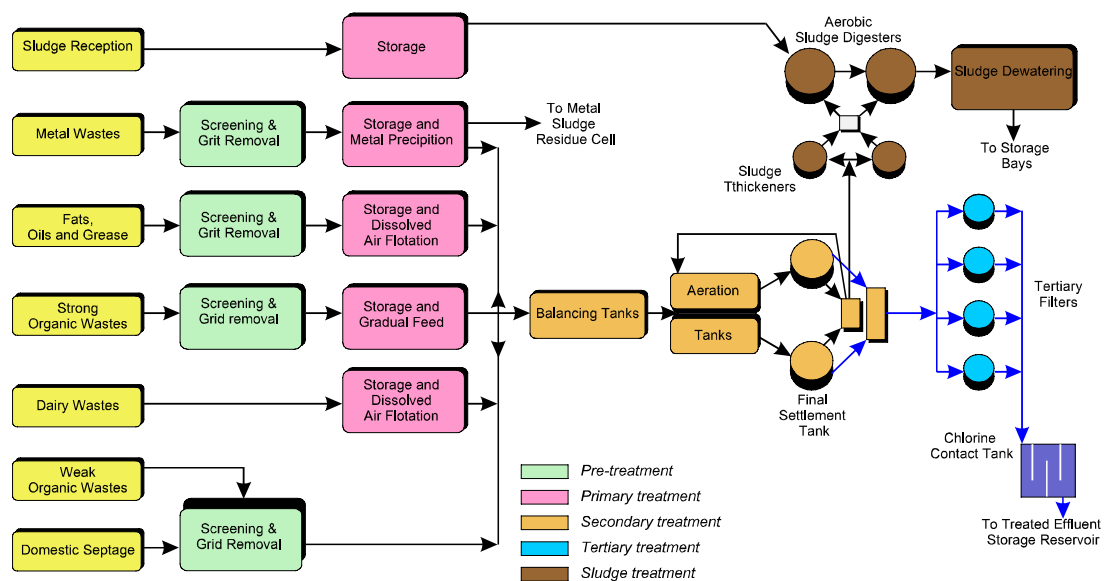 Sludge Reception
Storage
Aerobic
Sludge Digesters
Sludge Dewatering
To Storage
Bays
Metal Wastes
Screening &
Grit Removal
Storage and
Metal Precipition
To Metal
Sludge
Residue Cell
Sludge
Tthickeners
Fats,
Oils and Grease
Screening &
Grit Removal
Storage and
Dissolved
Air Flotation
Strong
Organic Wastes
Screening &
Grid removal
Storage and
Gradual Feed
Balancing Tanks
Aeration
Tanks
Final
Settlement
Tank
Tertiary
Filters
Dairy Wastes
Storage and
Dissolved
Air Flotation
Chlorine
Contact Tank
To Treated Effluent
Storage Reservoir
Weak
Organic Wastes
Domestic Septage
Screening &
Grid Removal
Pre-treatment
Primary treatment
Secondary treatment
Tertiary treatment
Sludge treatment